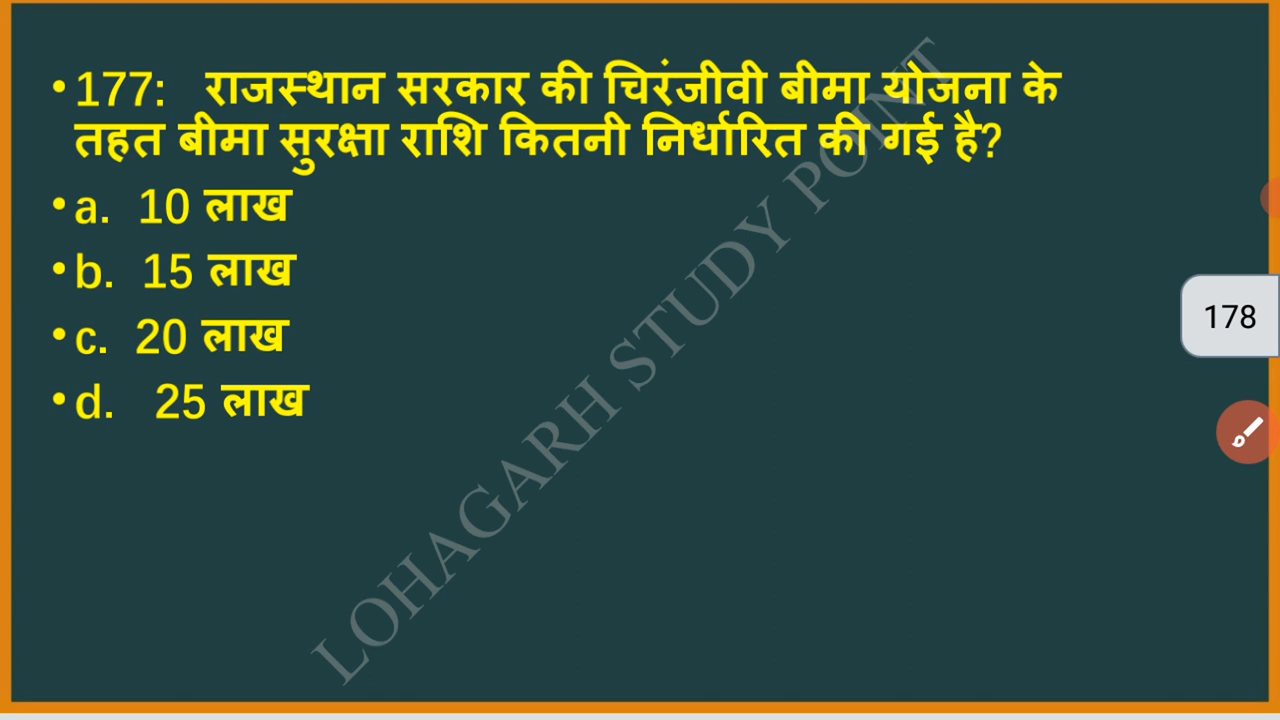 •177: राजस्थान सरकार की चिरंजीवी बीमा योजना के
तहत बीमा सुरक्षा राशि कितनी निर्धारित की गई है?
•a. 10 लाख
•b. 15 लाख
•c. 20 लाख
•d. 25 लाख
178
LOHAGARH STUDY POINT